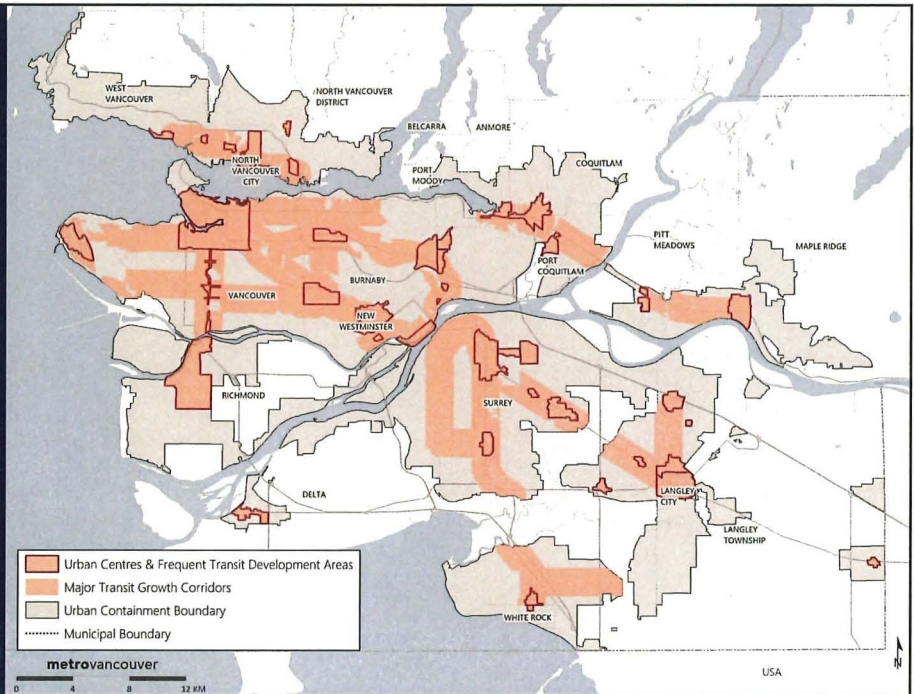 WEST
VANCOUVER
NORTH VANCOUVER
DISTRICT
BELCARRA
ANMORE
NORTH
VANCOUVER
CITY
PORT
MOODY
COQUITLAM
PITT
MEADOWS
MAPLE RIDGE
PORT
COQUITLAM
BURNABY
VANCOUVER
NEW
WESTMINSTER
RICHMOND
SURREY
DELTA
LANGLEY
CITY
LANGLEY
TOWNSHIP
WHITE ROCK
USA
Urban Centres & Frequent Transit Development Areas
Major Transit Growth Corridors
Urban Containment Boundary
Municipal Boundary
metrovancouver
0 4 8 12 KM
N